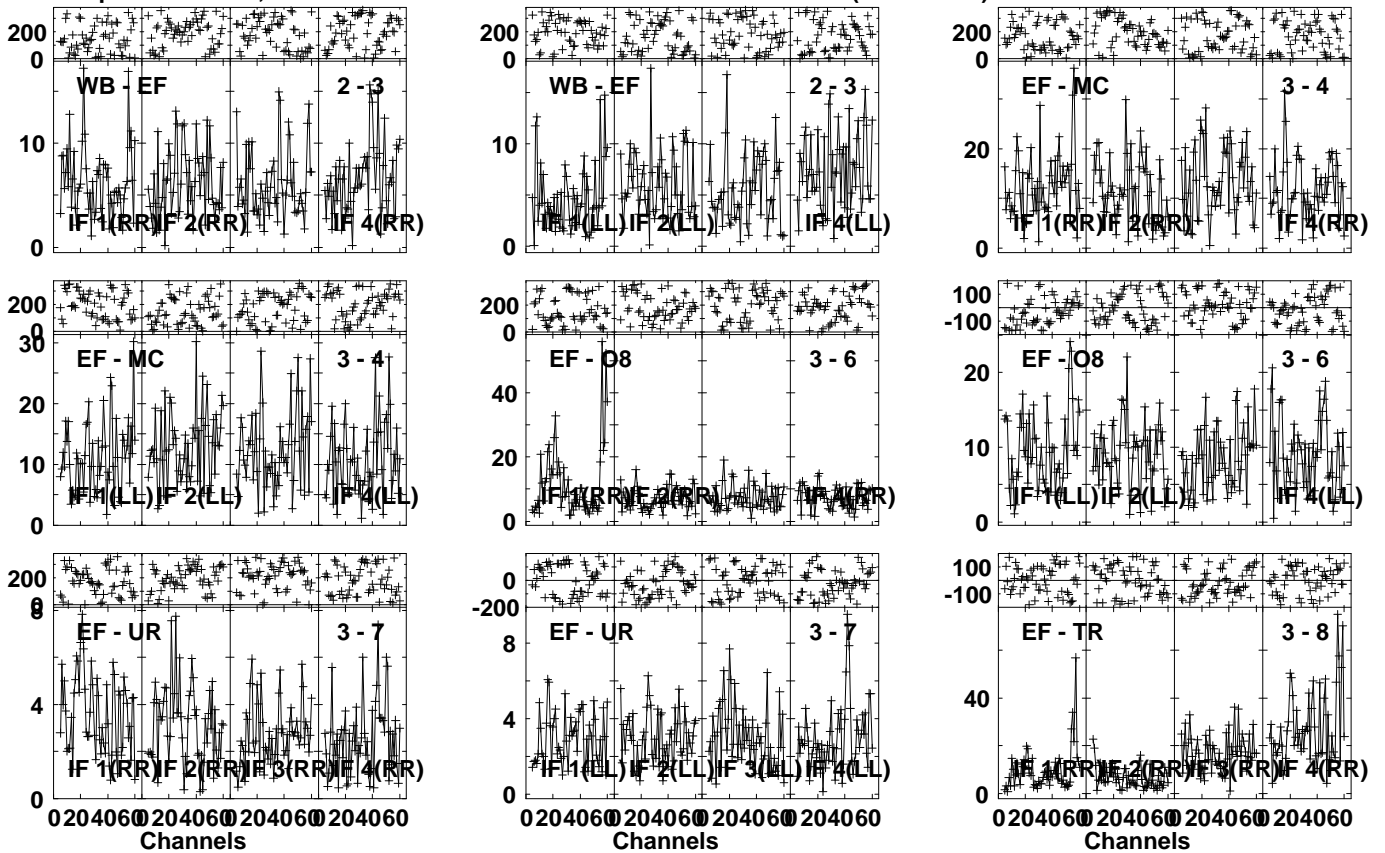 200 200 200
0 0 0
WB - EF 2 - 3 WB - EF 2 - 3 EF - MC 3 - 4
10 10 20
IF 1(RR) IF 2(RR) IF 4(RR) IF 1(LL) IF 2(LL) IF 4(LL) IF 1(RR) IF 2(RR) IF 4(RR)
0 0 0
200 200 100
0 0 -100
30
EF - MC 3 - 4 EF - O8 3 - 6 EF - O8 3 - 6
20 40 20
10 20 10
IF 1(LL) IF 2(LL) IF 4(LL) IF 1(RR) IF 2(RR) IF 4(RR) IF 1(LL) IF 2(LL) IF 4(LL)
0 0 0
200 0 100
0 -200 -100
8
EF - UR 3 - 7 EF - UR 3 - 7 EF - TR 3 - 8
8
4 4 40
IF 1(RR) IF 2(RR) IF 3(RR) IF 4(RR) IF 1(LL) IF 2(LL) IF 3(LL) IF 4(LL) IF 1(RR) IF 2(RR) IF 3(RR) IF 4(RR)
0 0 0
0 20 40 60 0 20 40 60 0 20 40 60 0 20 40 60 0 20 40 60 0 20 40 60 0 20 40 60 0 20 40 60 0 20 40 60 0 20 40 60 0 20 40 60 0 20 40 60
Channels Channels Channels